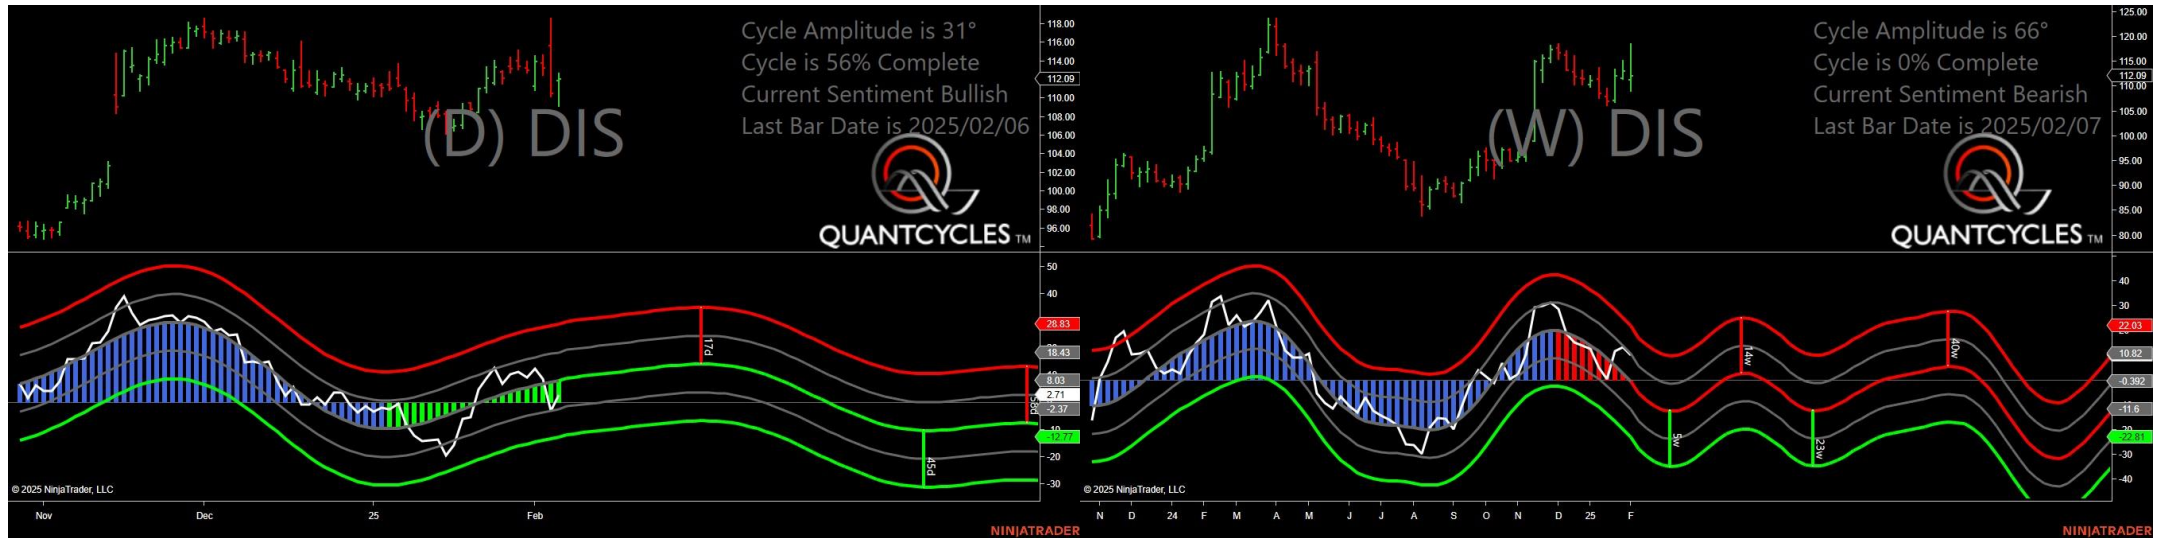 Cycle Amplitude is 31°
Cycle is 56% Complete
Current Sentiment Bullish
Last Bar Date is 2025/02/06
(D) DIS
QUANTCYCLES TM
118.00
116.00
114.00
112.09
110.00
108.00
106.00
104.00
102.00
100.00
98.00
96.00
50
40
28.83
18.43
8.03
2.71
-2.37
-12.77
-20
-30
17d
45d
58d
© 2025 NinjaTrader, LLC
Nov Dec 25 Feb
NINJATRADER
Cycle Amplitude is 66°
Cycle is 0% Complete
Current Sentiment Bearish
Last Bar Date is 2025/02/07
(W) DIS
QUANTCYCLES TM
125.00
120.00
115.00
112.09
110.00
105.00
100.00
95.00
90.00
85.00
80.00
40
30
22.03
10.82
-0.392
-11.6
-22.81
-30
-40
14w
40w
5w
23w
© 2025 NinjaTrader, LLC
N D 24 F M A M J J A S O N D 25 F
NINJATRADER